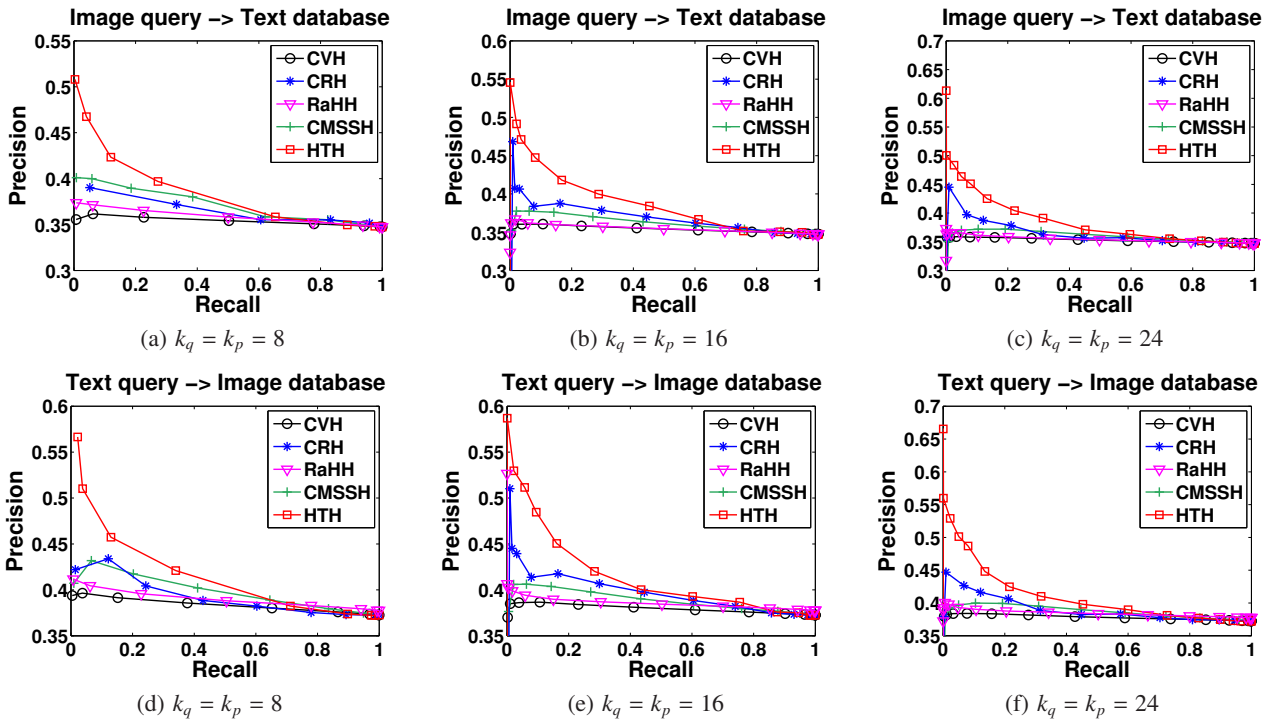 Image query −> Text database
0.55
0.5
0.45
0.4
0.35
0.3
Precision
0 0.2 0.4 0.6 0.8 1
Recall
CVH
CRH
RaHH
CMSSH
HTH
(a) k_q = k_p = 8
Image query −> Text database
0.6
0.55
0.5
0.45
0.4
0.35
0.3
Precision
0 0.2 0.4 0.6 0.8 1
Recall
CVH
CRH
RaHH
CMSSH
HTH
(b) k_q = k_p = 16
Image query −> Text database
0.7
0.65
0.6
0.55
0.5
0.45
0.4
0.35
0.3
Precision
0 0.2 0.4 0.6 0.8 1
Recall
CVH
CRH
RaHH
CMSSH
HTH
(c) k_q = k_p = 24
Text query −> Image database
0.6
0.55
0.5
0.45
0.4
0.35
Precision
0 0.2 0.4 0.6 0.8 1
Recall
CVH
CRH
RaHH
CMSSH
HTH
(d) k_q = k_p = 8
Text query −> Image database
0.6
0.55
0.5
0.45
0.4
0.35
Precision
0 0.2 0.4 0.6 0.8 1
Recall
CVH
CRH
RaHH
CMSSH
HTH
(e) k_q = k_p = 16
Text query −> Image database
0.7
0.65
0.6
0.55
0.5
0.45
0.4
0.35
Precision
0 0.2 0.4 0.6 0.8 1
Recall
CVH
CRH
RaHH
CMSSH
HTH
(f) k_q = k_p = 24